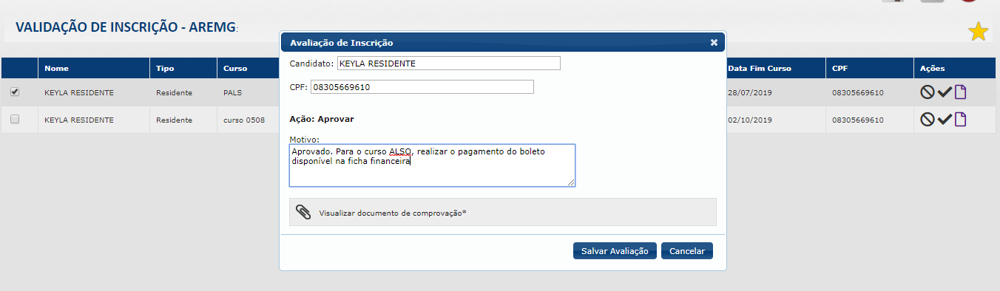 VALIDAÇÃO DE INSCRIÇÃO - AREMG:
Avaliação de Inscrição
Candidato: KEYLA RESIDENTE
CPF: 08305669610
Ação: Aprovar
Motivo:
Aprovado. Para o curso ALSO, realizar o pagamento do boleto
disponível na ficha financeira
Visualizar documento de comprovação*
Salvar Avaliação Cancelar
Nome Tipo Curso Data Fim Curso CPF Ações
KEYLA RESIDENTE Residente PALS 28/07/2019 08305669610
KEYLA RESIDENTE Residente curso 0508 02/10/2019 08305669610